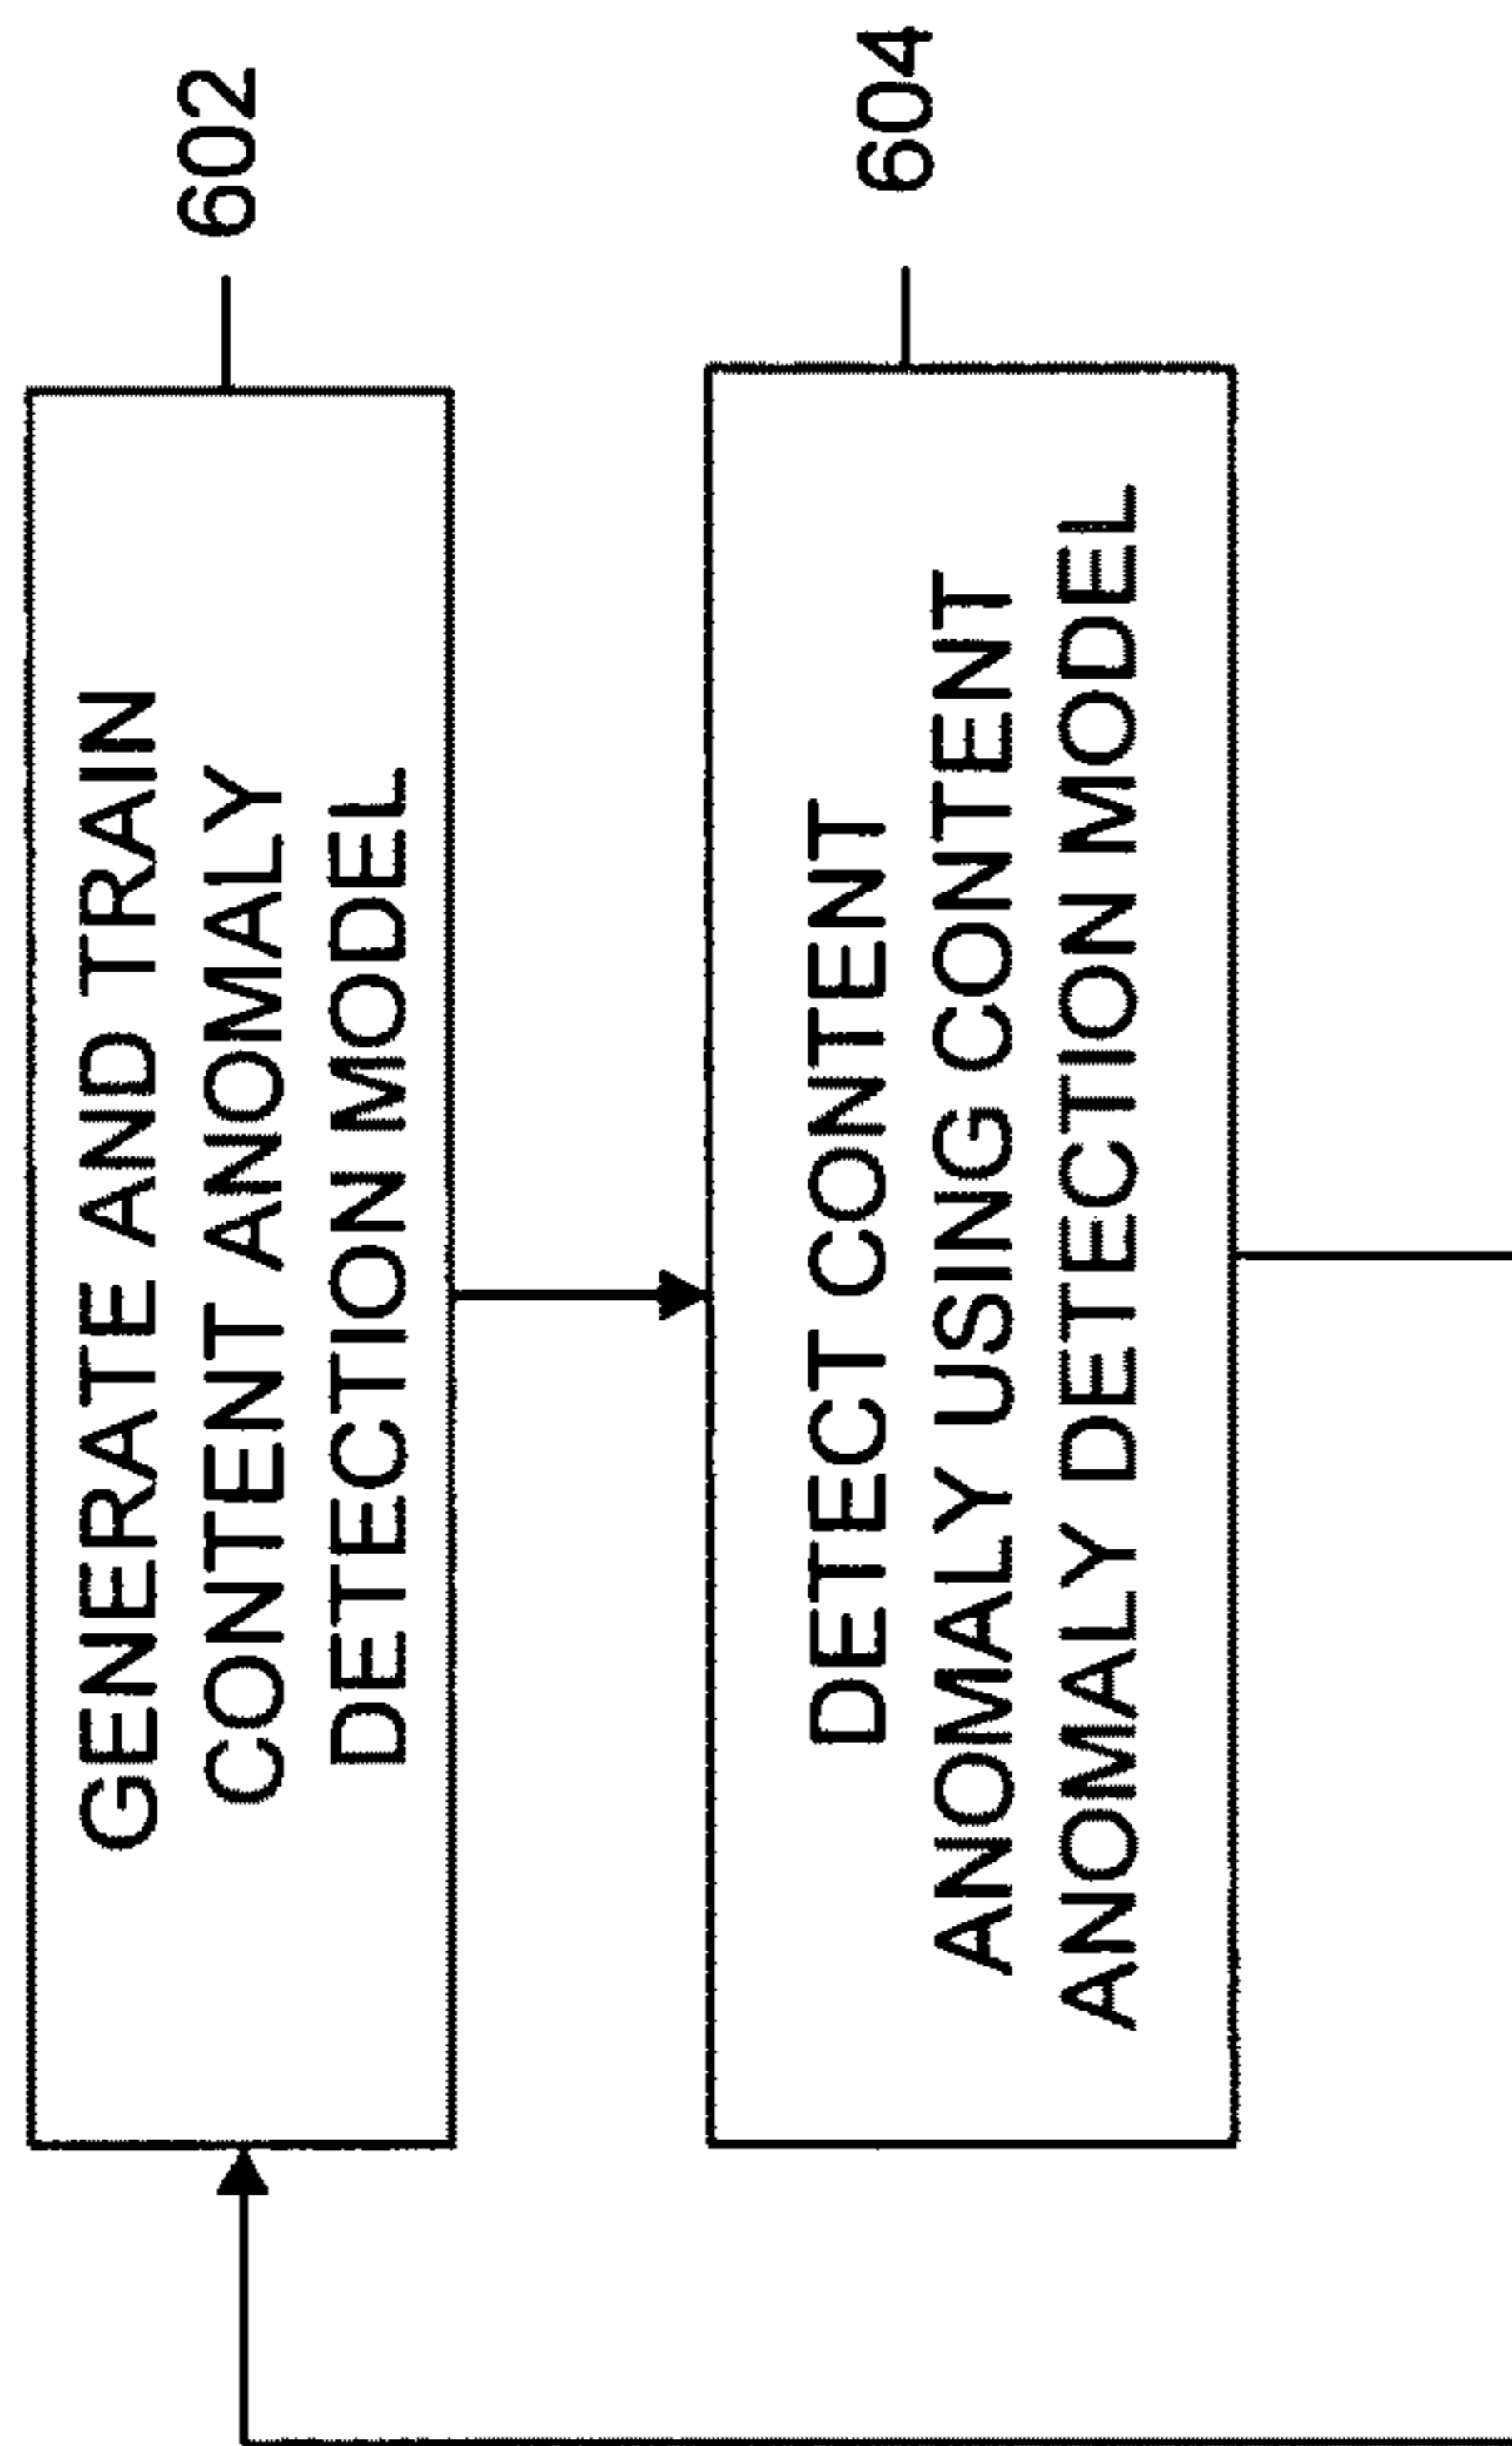 GENERATE AND TRAIN
CONTENT ANOMALY
DETECTION MODEL
602
DETECT CONTENT
ANOMALY USING CONTENT
ANOMALY DETECTION MODEL
604